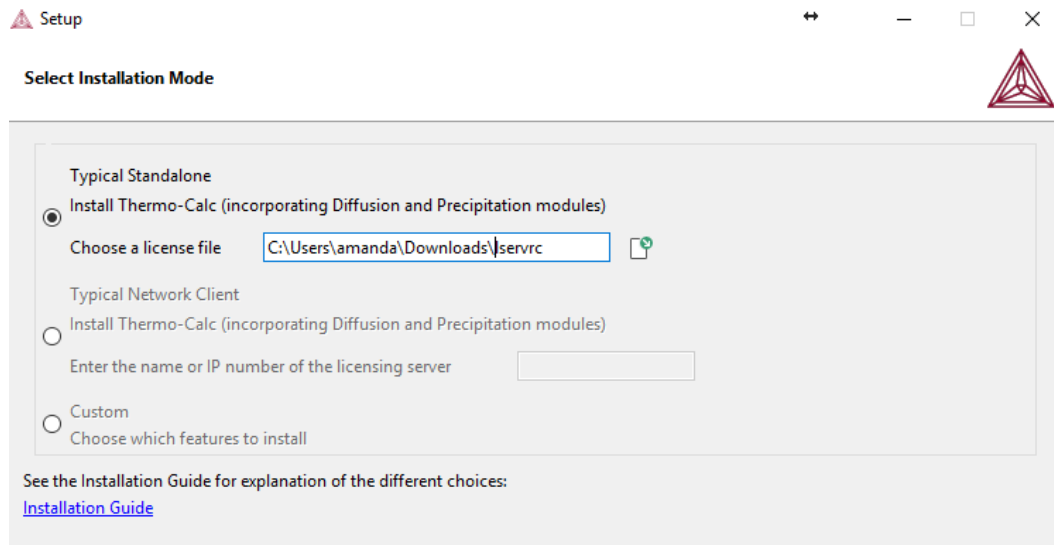 Setup
Select Installation Mode
Typical Standalone
Install Thermo-Calc (incorporating Diffusion and Precipitation modules)
Choose a license file C:\Users\amanda\Downloads\lservrc
Typical Network Client
Install Thermo-Calc (incorporating Diffusion and Precipitation modules)
Enter the name or IP number of the licensing server
Custom
Choose which features to install
See the Installation Guide for explanation of the different choices:
Installation Guide